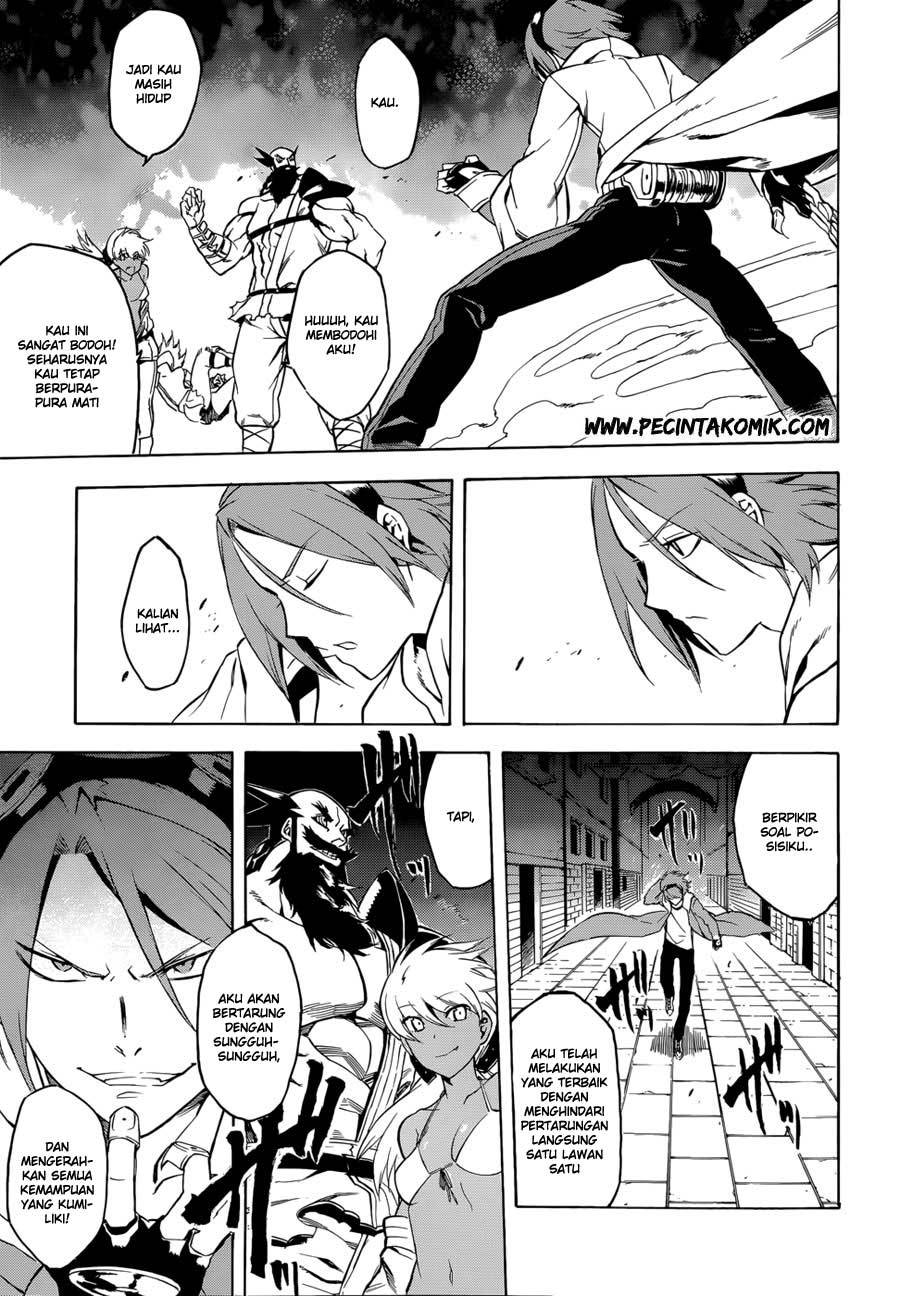 KAU.
JADI KAU
MASIH
HIDUP
HUUUH, KAU
MEMBODOHI
AKU!
KAU INI
SANGAT BODOH!
SEHARUSNYA
KAU TETAP
BERPURA-
PURA MATI
WWW.PECINTAKOMIK.COM
KALIAN
LIHAT...
BERPIKIR
SOAL PO-
SISIKU..
AKU TELAH
MELAKUKAN
YANG TERBAIK
DENGAN
MENGHINDARI
PERTARUNGAN
LANGSUNG
SATU LAWAN
SATU
TAPI,
AKU AKAN
BERTARUNG
DENGAN
SUNGGUH-
SUNGGUH,
DAN
MENGERAH-
KAN SEMUA
KEMAMPUAN
YANG KUMI-
LIKI!